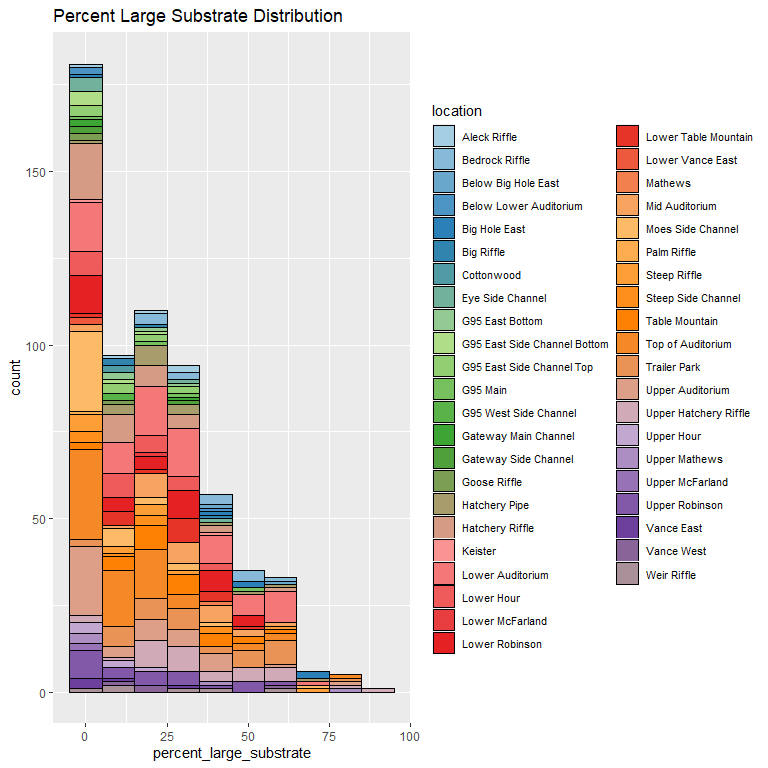 Percent Large Substrate Distribution
count
150
100
50
0
0
25
50
75
100
percent_large_substrate
location
Aleck Riffle
Bedrock Riffle
Below Big Hole East
Below Lower Auditorium
Big Hole East
Big Riffle
Cottonwood
Eye Side Channel
G95 East Bottom
G95 East Side Channel Bottom
G95 East Side Channel Top
G95 Main
G95 West Side Channel
Gateway Main Channel
Gateway Side Channel
Goose Riffle
Hatchery Pipe
Hatchery Riffle
Keister
Lower Auditorium
Lower Hour
Lower McFarland
Lower Robinson
Lower Table Mountain
Lower Vance East
Mathews
Mid Auditorium
Moes Side Channel
Palm Riffle
Steep Riffle
Steep Side Channel
Table Mountain
Top of Auditorium
Trailer Park
Upper Auditorium
Upper Hatchery Riffle
Upper Hour
Upper Mathews
Upper McFarland
Upper Robinson
Vance East
Vance West
Weir Riffle